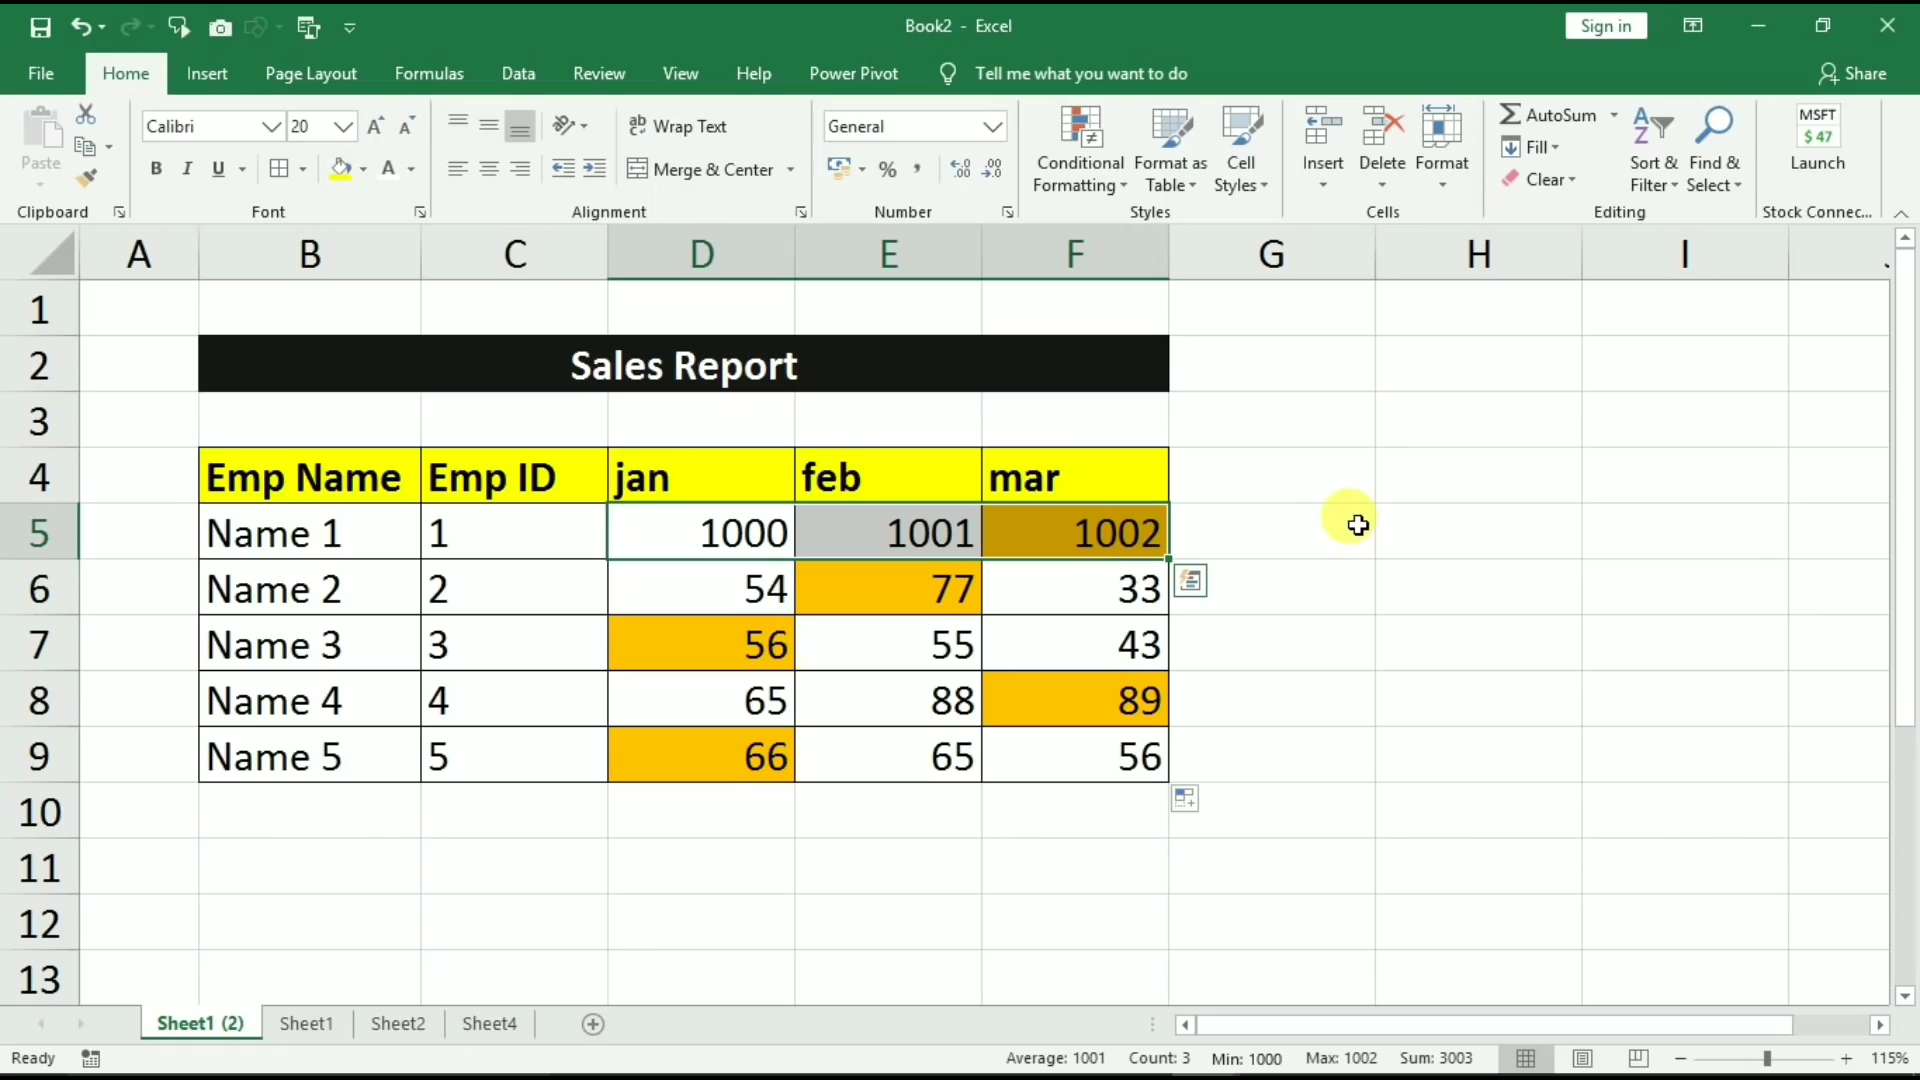 Book2 - Excel
Sign in
File Home Insert Page Layout Formulas Data Review View Help Power Pivot Tell me what you want to do Share
Paste
Clipboard
Calibri 20
B I U A
Font
ab Wrap Text
Merge & Center
Alignment
General
% ,
Number
Conditional Formatting
Format as Table
Cell Styles
Styles
Insert Delete Format
Cells
AutoSum
Fill
Clear
Sort & Filter
Find & Select
Editing
MSFT
$ 47
Launch
Stock Connec...
A B C D E F G H I
1
2 Sales Report
3
4 Emp Name Emp ID jan feb mar
5 Name 1 1 1000 1001 1002
6 Name 2 2 54 77 33
7 Name 3 3 56 55 43
8 Name 4 4 65 88 89
9 Name 5 5 66 65 56
10
11
12
13
Sheet1 (2) Sheet1 Sheet2 Sheet4
Ready Average: 1001 Count: 3 Min: 1000 Max: 1002 Sum: 3003 115%